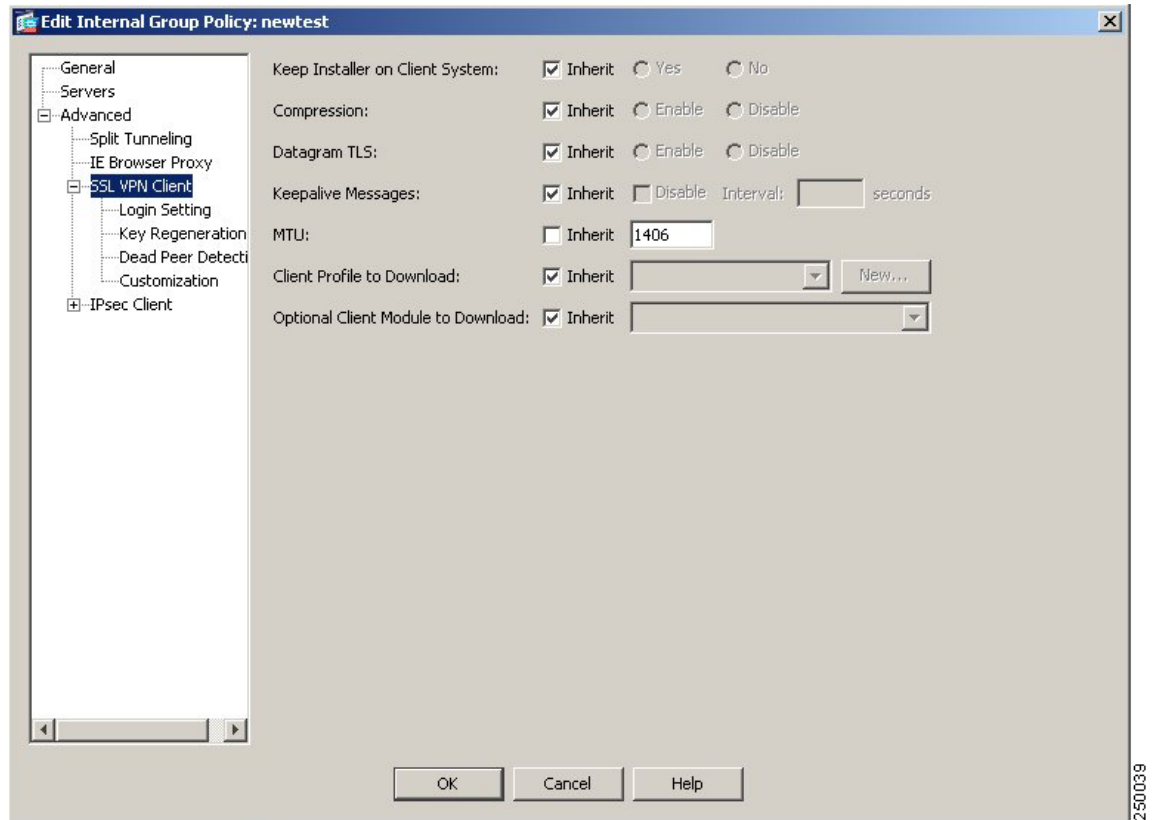 Edit Internal Group Policy: newtest
General
Servers
Advanced
Split Tunneling
IE Browser Proxy
SSL VPN Client
Login Setting
Key Regeneration
Dead Peer Detecti
Customization
IPsec Client
Keep Installer on Client System: Inherit Yes No
Compression: Inherit Enable Disable
Datagram TLS: Inherit Enable Disable
Keepalive Messages: Inherit Disable Interval: seconds
MTU: Inherit 1406
Client Profile to Download: Inherit New...
Optional Client Module to Download: Inherit
OK Cancel Help
250039